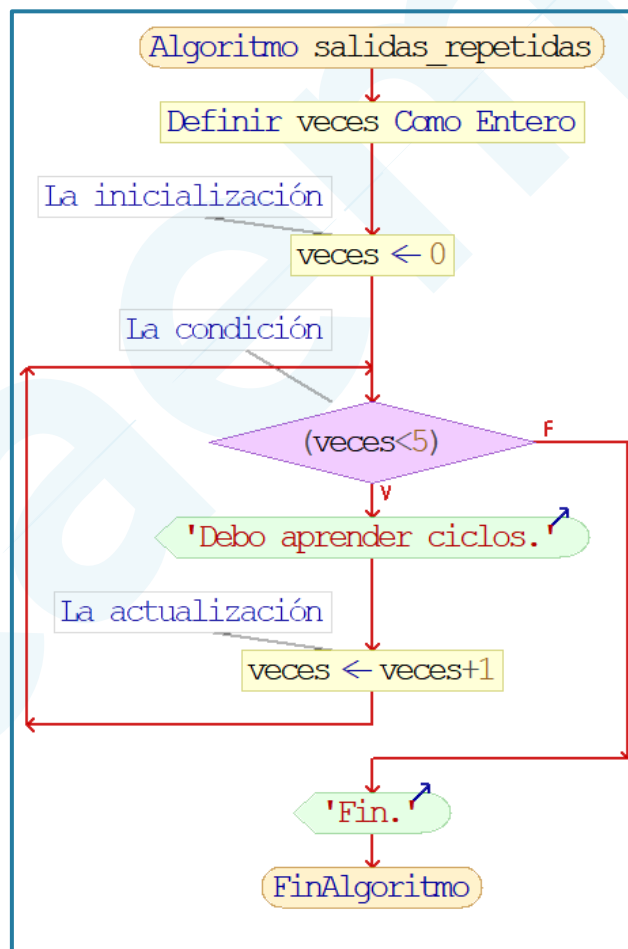 Algoritmo salidas_repetidas
Definir veces Como Entero
La inicialización
veces ← 0
La condición
(veces<5)
F
V
'Debo aprender ciclos.'
La actualización
veces ← veces+1
'Fin.'
FinAlgoritmo